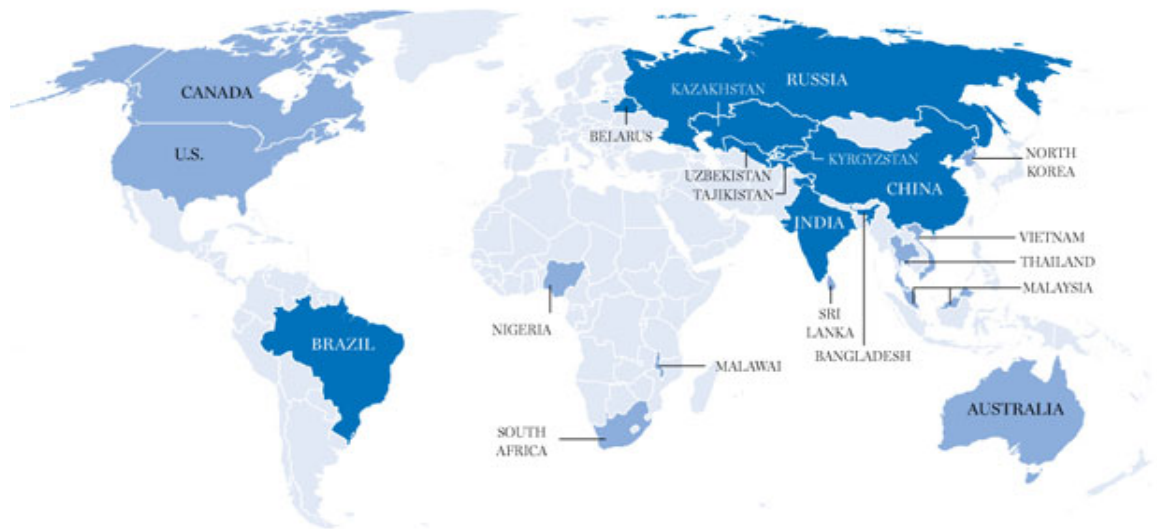 CANADA
U.S.
BRAZIL
RUSSIA
KAZAKHSTAN
BELARUS
UZBEKISTAN
TAJIKISTAN
KYRGYZSTAN
CHINA
INDIA
NORTH
KOREA
VIETNAM
THAILAND
MALAYSIA
SRI
LANKA
BANGLADESH
NIGERIA
MALAWAI
SOUTH
AFRICA
AUSTRALIA